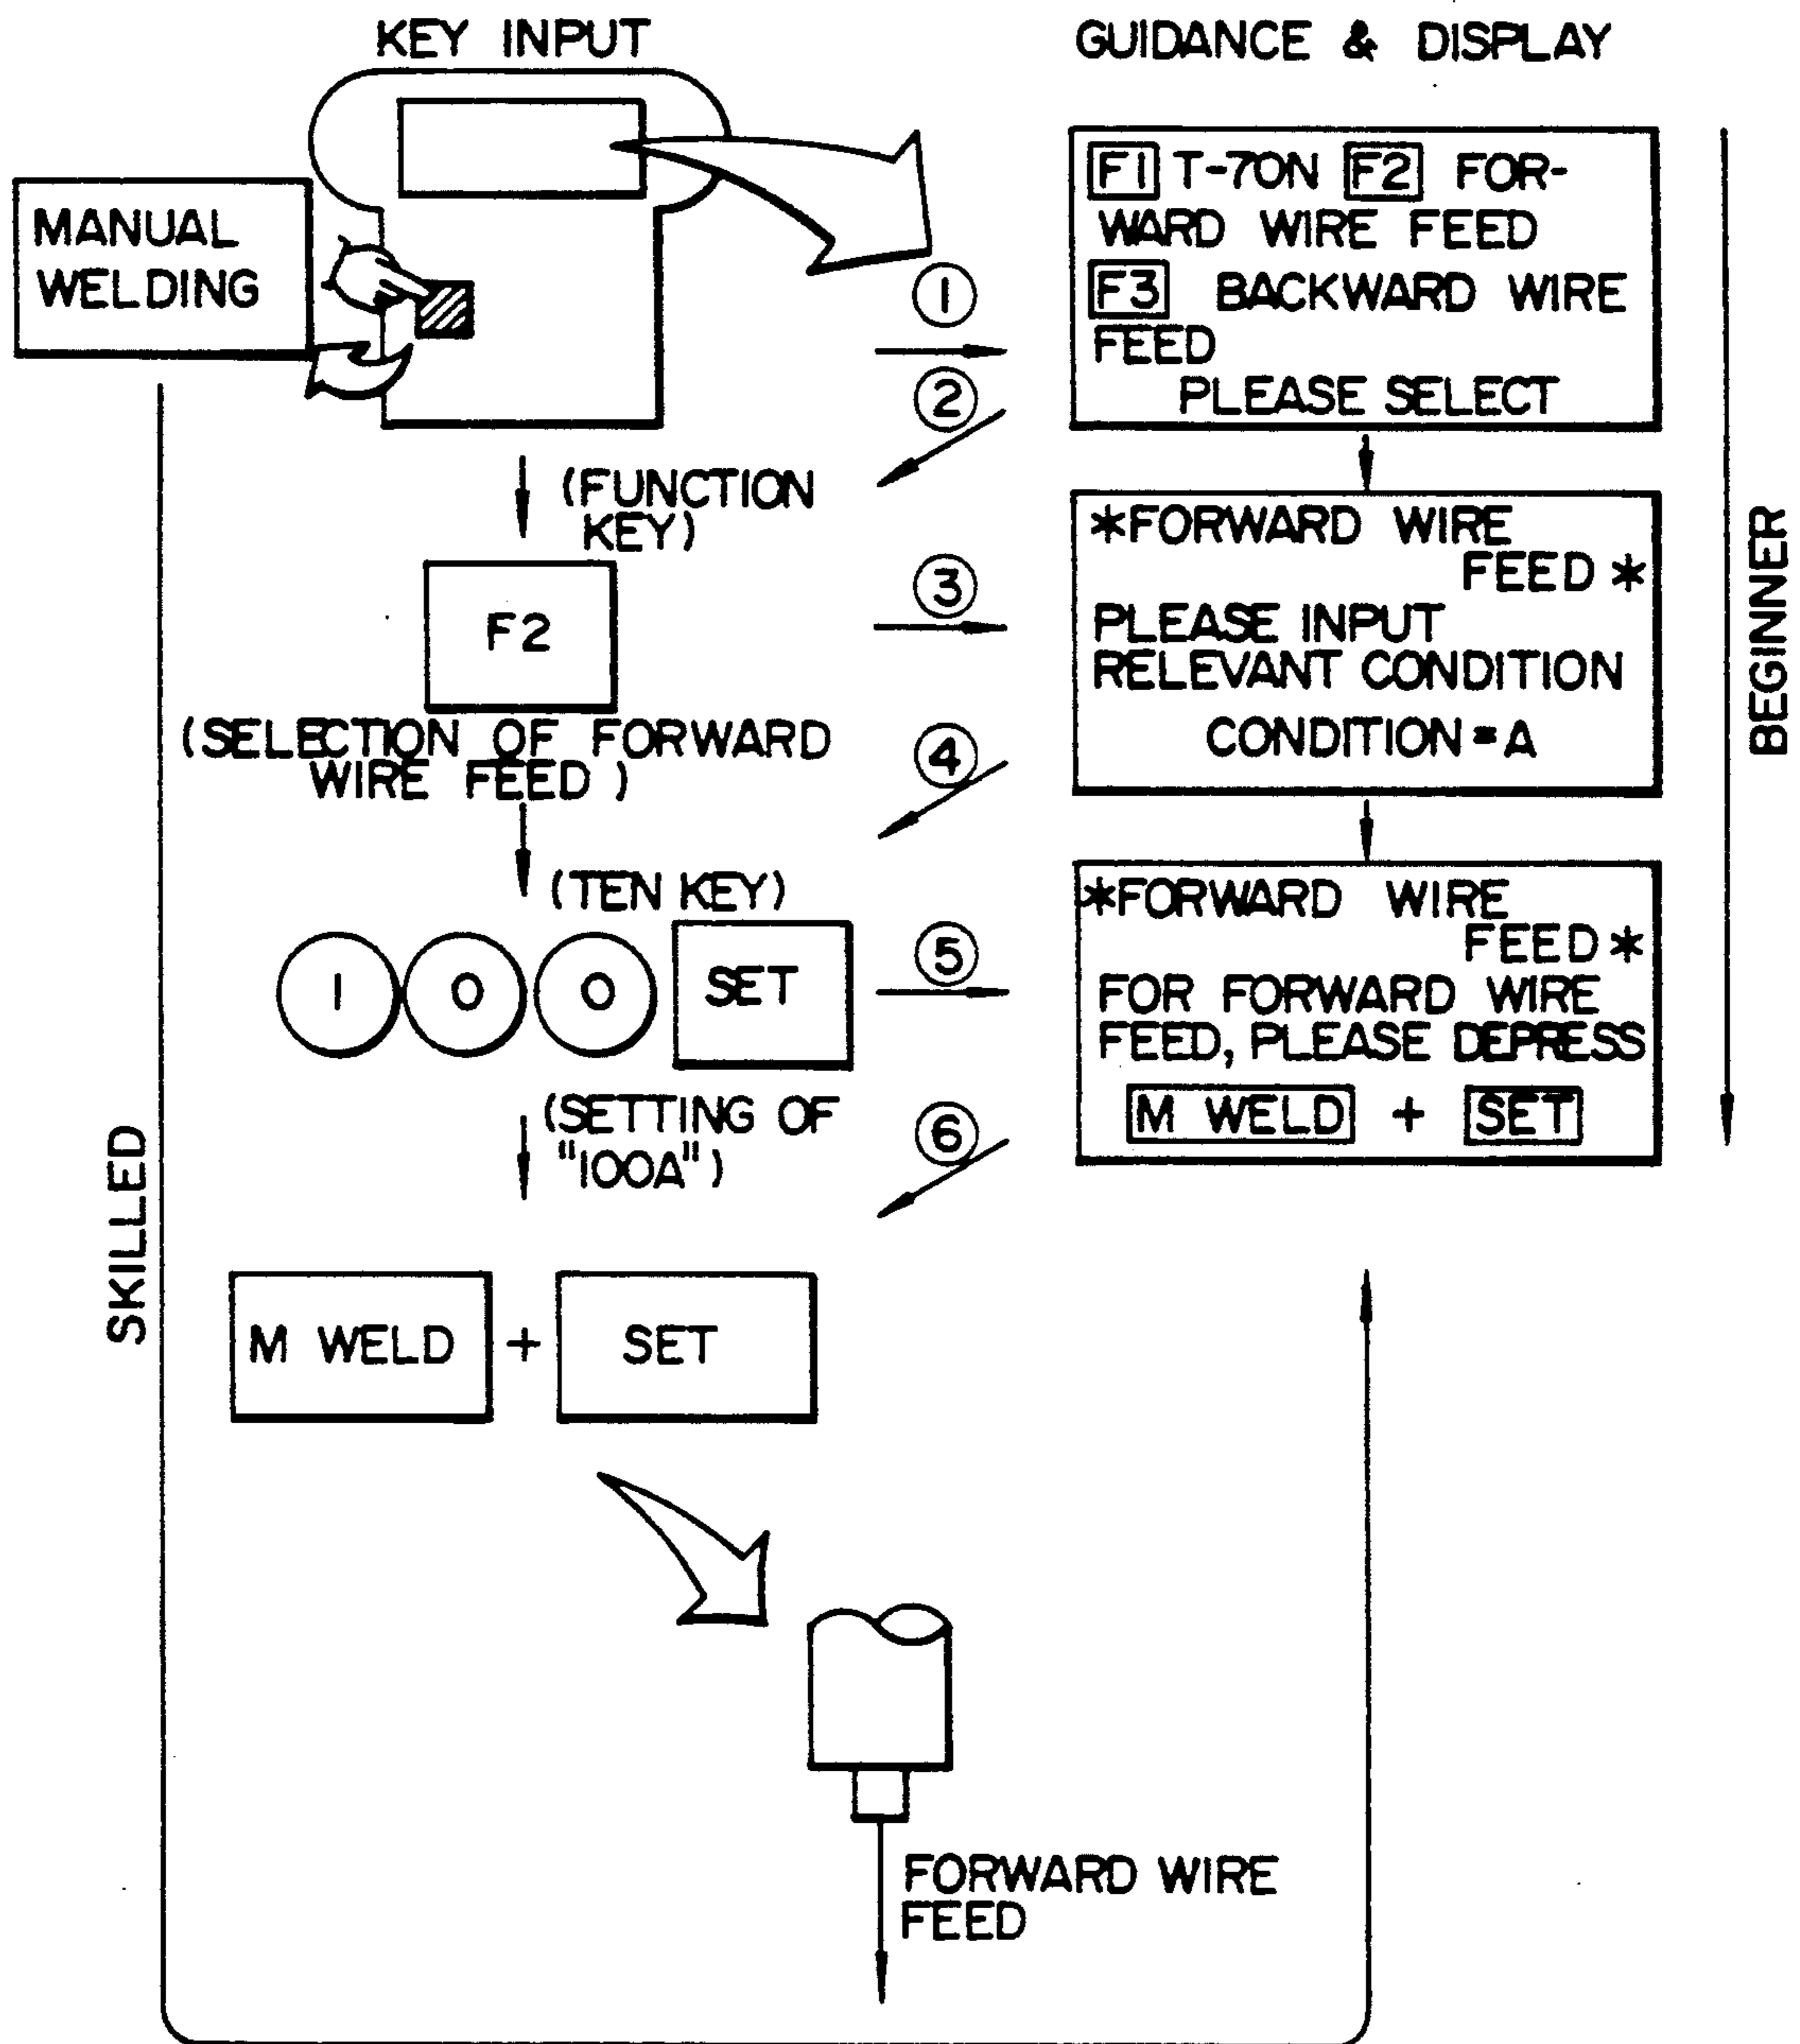 KEY INPUT
GUIDANCE & DISPLAY
MANUAL
WELDING
F1 T-70N F2 FOR-
WARD WIRE FEED
F3 BACKWARD WIRE
FEED
PLEASE SELECT
①
②
(FUNCTION
KEY)
F2
(SELECTION OF FORWARD
WIRE FEED)
③
*FORWARD WIRE
FEED*
PLEASE INPUT
RELEVANT CONDITION
CONDITION = A
④
(TEN KEY)
1 0 0 SET
⑤
*FORWARD WIRE
FEED*
FOR FORWARD WIRE
FEED, PLEASE DEPRESS
M WELD + SET
(SETTING OF
"100A")
⑥
M WELD + SET
FORWARD WIRE
FEED
SKILLED
BEGINNER